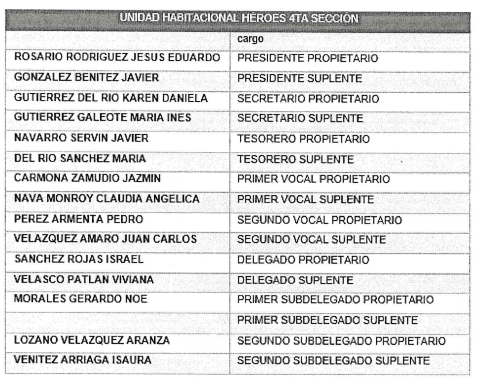 UNIDAD HABITACIONAL HÉROES 4TA SECCIÓN
cargo
ROSARIO RODRIGUEZ JESUS EDUARDO PRESIDENTE PROPIETARIO
GONZALEZ BENITEZ JAVIER PRESIDENTE SUPLENTE
GUTIERREZ DEL RIO KAREN DANIELA SECRETARIO PROPIETARIO
GUTIERREZ GALEOTE MARIA INES SECRETARIO SUPLENTE
NAVARRO SERVIN JAVIER TESORERO PROPIETARIO
DEL RIO SANCHEZ MARIA TESORERO SUPLENTE
CARMONA ZAMUDIO JAZMIN PRIMER VOCAL PROPIETARIO
NAVA MONROY CLAUDIA ANGELICA PRIMER VOCAL SUPLENTE
PEREZ ARMENTA PEDRO SEGUNDO VOCAL PROPIETARIO
VELAZQUEZ AMARO JUAN CARLOS SEGUNDO VOCAL SUPLENTE
SANCHEZ ROJAS ISRAEL DELEGADO PROPIETARIO
VELASCO PATLAN VIVIANA DELEGADO SUPLENTE
MORALES GERARDO NOE PRIMER SUBDELEGADO PROPIETARIO
PRIMER SUBDELEGADO SUPLENTE
LOZANO VELAZQUEZ ARANZA SEGUNDO SUBDELEGADO PROPIETARIO
VENITEZ ARRIAGA ISAURA SEGUNDO SUBDELEGADO SUPLENTE